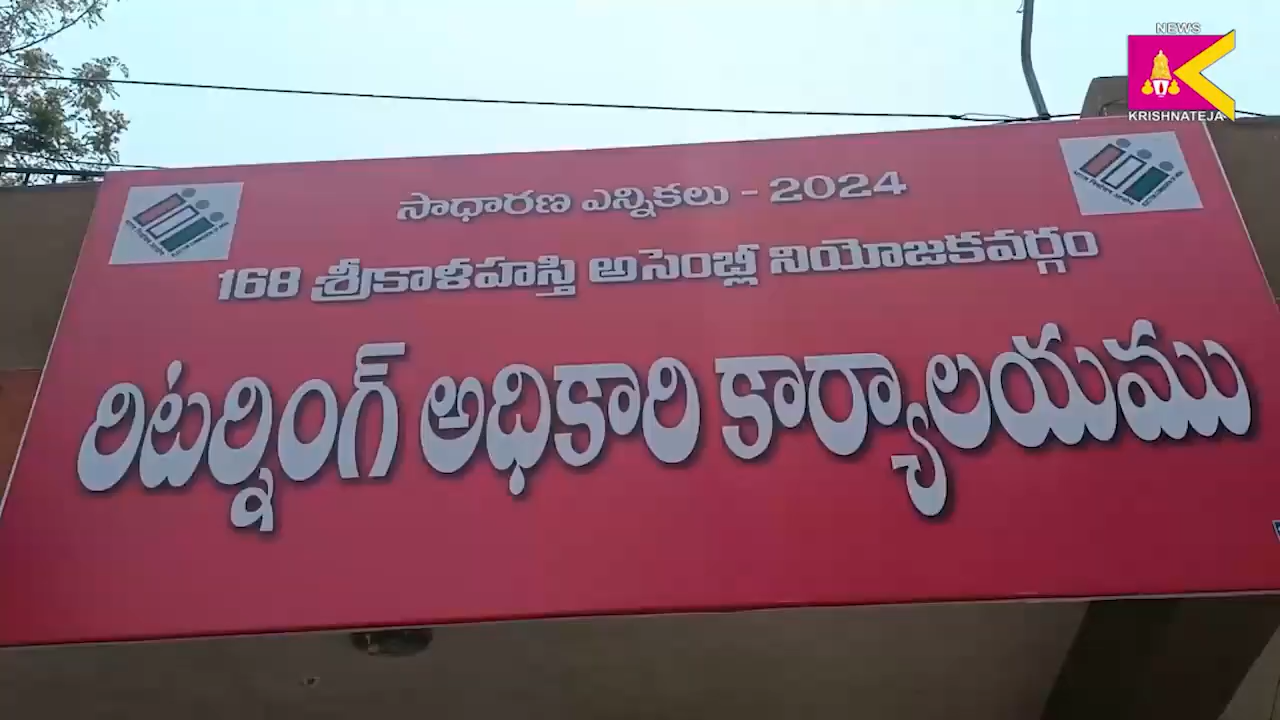 NEWS
KRISHNATEJA
సాధారణ ఎన్నికలు - 2024
168 శ్రీకాళహస్తి అసెంబ్లీ నియోజకవర్గం
రిటర్నింగ్ అధికారి కార్యాలయము